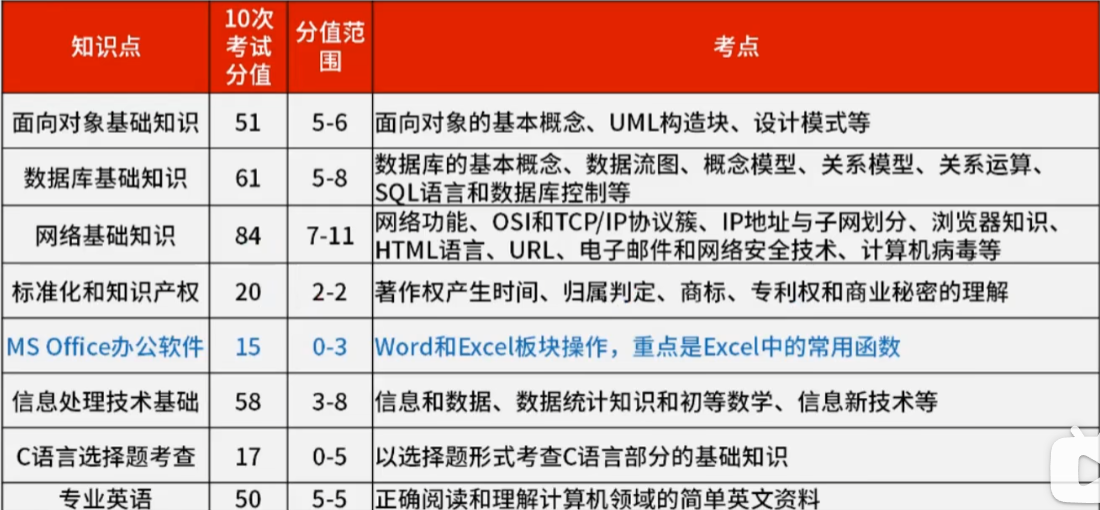 知识点 10次考试分值 分值范围 考点
面向对象基础知识 51 5-6 面向对象的基本概念、UML构造块、设计模式等
数据库基础知识 61 5-8 数据库的基本概念、数据流图、概念模型、关系模型、关系运算、
SQL语言和数据库控制等
网络基础知识 84 7-11 网络功能、OSI和TCP/IP协议簇、IP地址与子网划分、浏览器知识、
HTML语言、URL、电子邮件和网络安全技术、计算机病毒等
标准化和知识产权 20 2-2 著作权产生时间、归属判定、商标、专利权和商业秘密的理解
MS Office办公软件 15 0-3 Word和Excel板块操作，重点是Excel中的常用函数
信息处理技术基础 58 3-8 信息和数据、数据统计知识和初等数学、信息新技术等
C语言选择题考查 17 0-5 以选择题形式考查C语言部分的基础知识
专业英语 50 5-5 正确阅读和理解计算机领域的简单英文资料